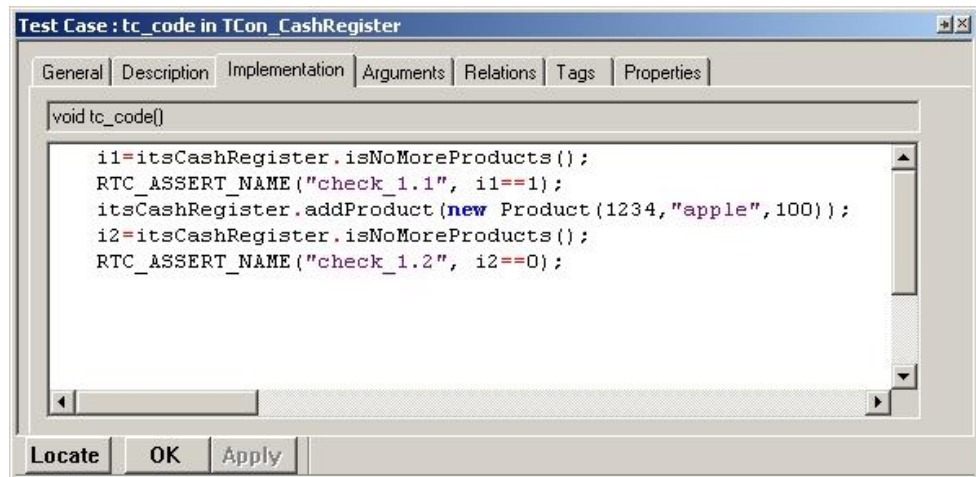 Test Case : tc_code in TCon_CashRegister
General Description Implementation Arguments Relations Tags Properties
void tc_code()
i1=itsCashRegister.isNoMoreProducts();
RTC_ASSERT_NAME("check_1.1", i1==1);
itsCashRegister.addProduct(new Product(1234,"apple",100));
i2=itsCashRegister.isNoMoreProducts();
RTC_ASSERT_NAME("check_1.2", i2==0);
Locate OK Apply